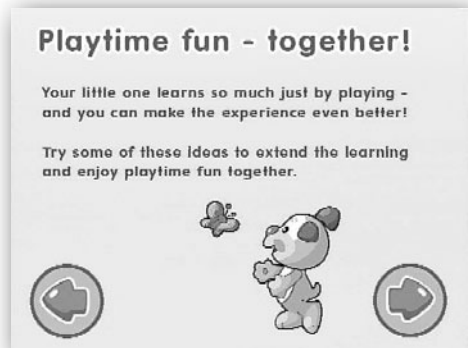 Playtime fun - together!
Your little one learns so much just by playing -
and you can make the experience even better!
Try some of these ideas to extend the learning
and enjoy playtime fun together.